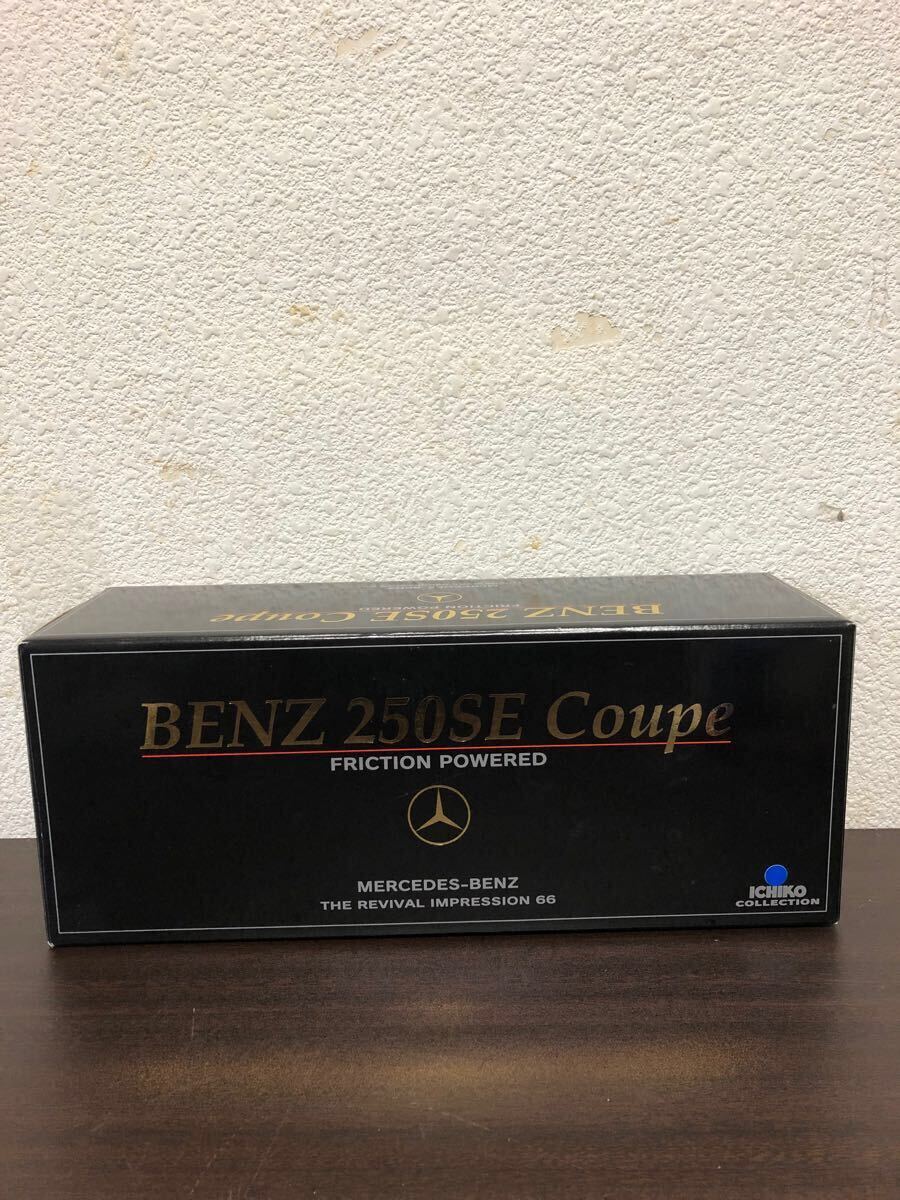 BENZ 250SE Coupe
FRICTION POWERED
BENZ 250SE Coupe
FRICTION POWERED
MERCEDES-BENZ
THE REVIVAL IMPRESSION 66
ICHIKO
COLLECTION